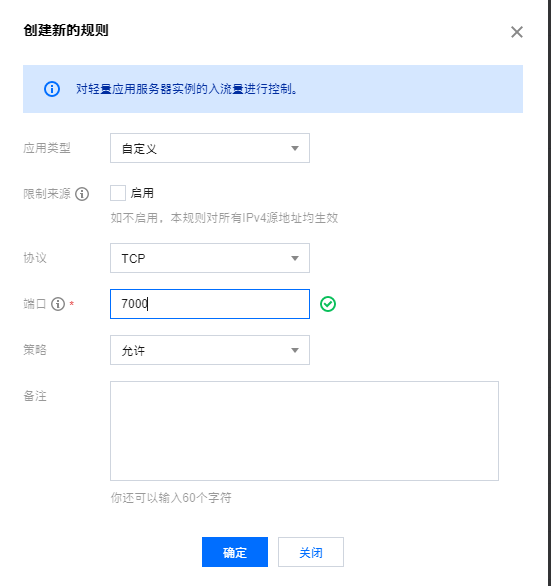 创建新的规则
对轻量应用服务器实例的入流量进行控制。
应用类型 自定义
限制来源 启用
如不启用，本规则对所有IPv4源地址均生效
协议 TCP
端口 * 7000
策略 允许
备注
你还可以输入60个字符
确定 关闭